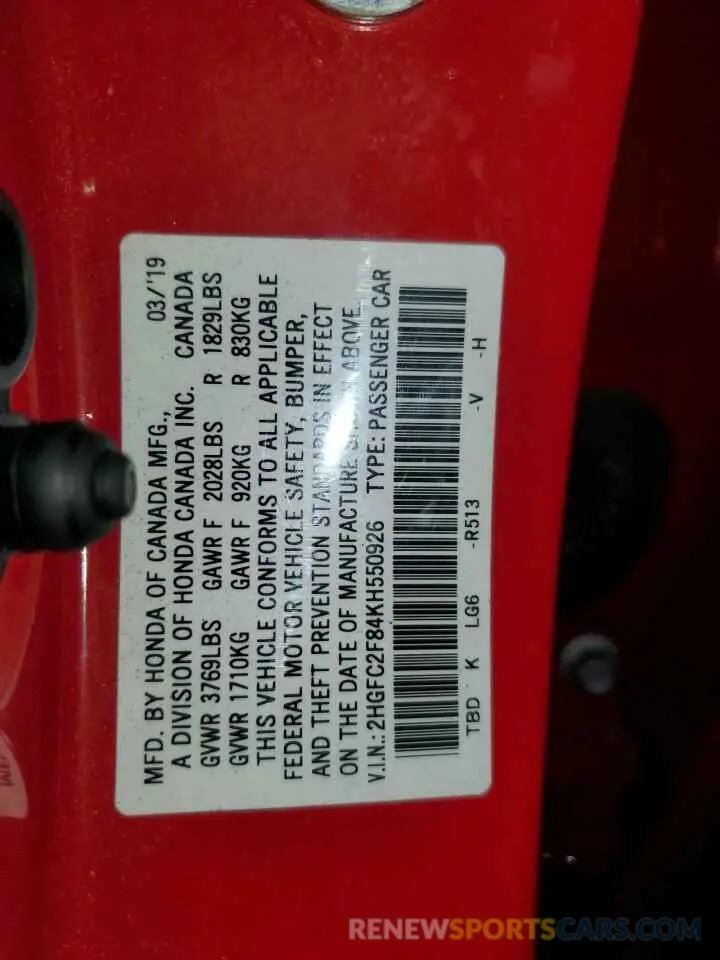 MFD. BY HONDA OF CANADA MFG., 03/'19
A DIVISION OF HONDA CANADA INC. CANADA
GVWR 3769LBS GAWR F 2028LBS R 1829LBS
GVWR 1710KG GAWR F 920KG R 830KG
THIS VEHICLE CONFORMS TO ALL APPLICABLE
FEDERAL MOTOR VEHICLE SAFETY, BUMPER,
AND THEFT PREVENTION STANDARDS IN EFFECT
ON THE DATE OF MANUFACTURE SHOWN ABOVE.
V.I.N.: 2HGFC2F84KH550926 TYPE: PASSENGER CAR
TBD K LG6 -R513 -V -H
RENEWSPORTSCARS.COM